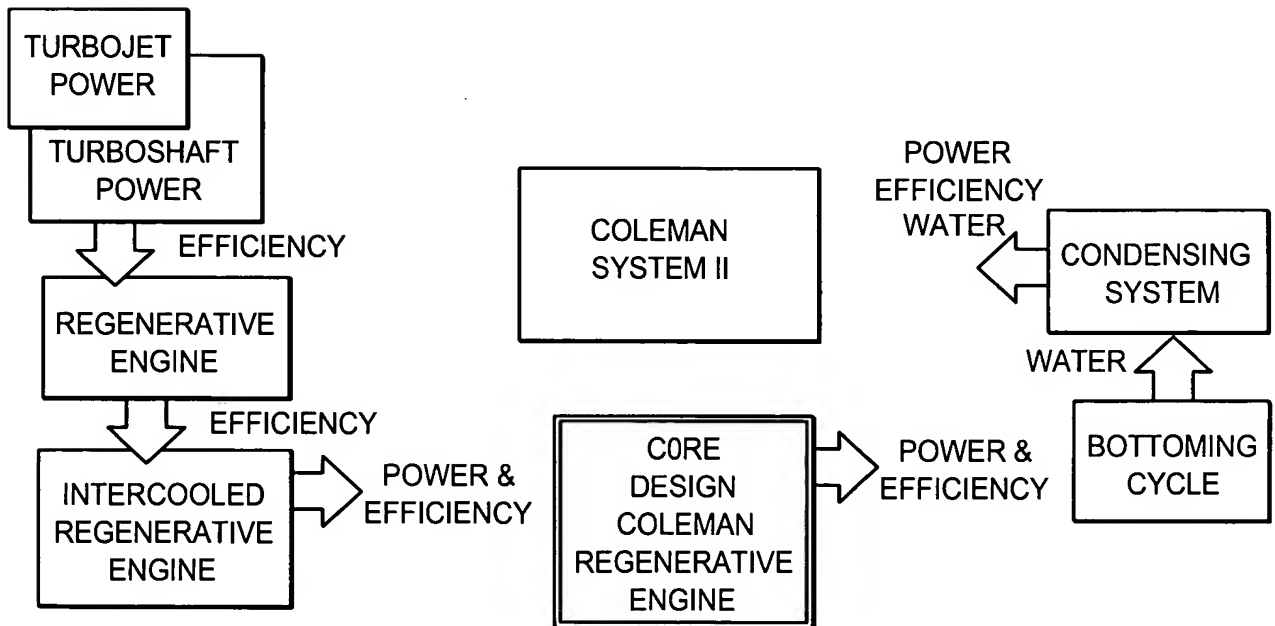 TURBOJET
POWER
TURBOSHAFT
POWER
EFFICIENCY
REGENERATIVE
ENGINE
EFFICIENCY
INTERCOOLED
REGENERATIVE
ENGINE
POWER &
EFFICIENCY
COLEMAN
SYSTEM II
C0RE
DESIGN
COLEMAN
REGENERATIVE
ENGINE
POWER &
EFFICIENCY
POWER
EFFICIENCY
WATER
CONDENSING
SYSTEM
WATER
BOTTOMING
CYCLE